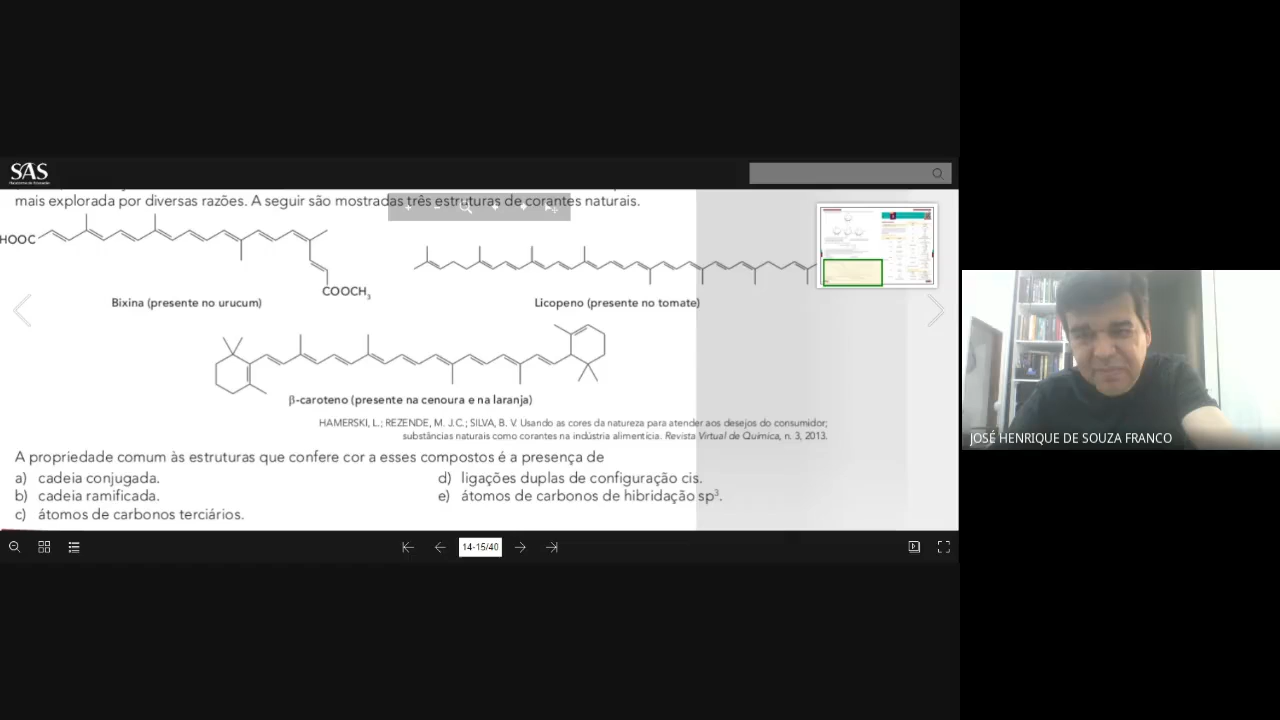 SAS
mais explorada por diversas razões. A seguir são mostradas três estruturas de corantes naturais.
HOOC
COOCH3
Bixina (presente no urucum)
Licopeno (presente no tomate)
β-caroteno (presente na cenoura e na laranja)
HAMERSKI, L.; REZENDE, M. J.C.; SILVA, B. V. Usando as cores da natureza para atender aos desejos do consumidor;
substâncias naturais como corantes na indústria alimentícia. Revista Virtual de Química, n. 3, 2013.
A propriedade comum às estruturas que confere cor a esses compostos é a presença de
a) cadeia conjugada.
b) cadeia ramificada.
c) átomos de carbonos terciários.
d) ligações duplas de configuração cis.
e) átomos de carbonos de hibridação sp³.
14-15/40
JOSÉ HENRIQUE DE SOUZA FRANCO